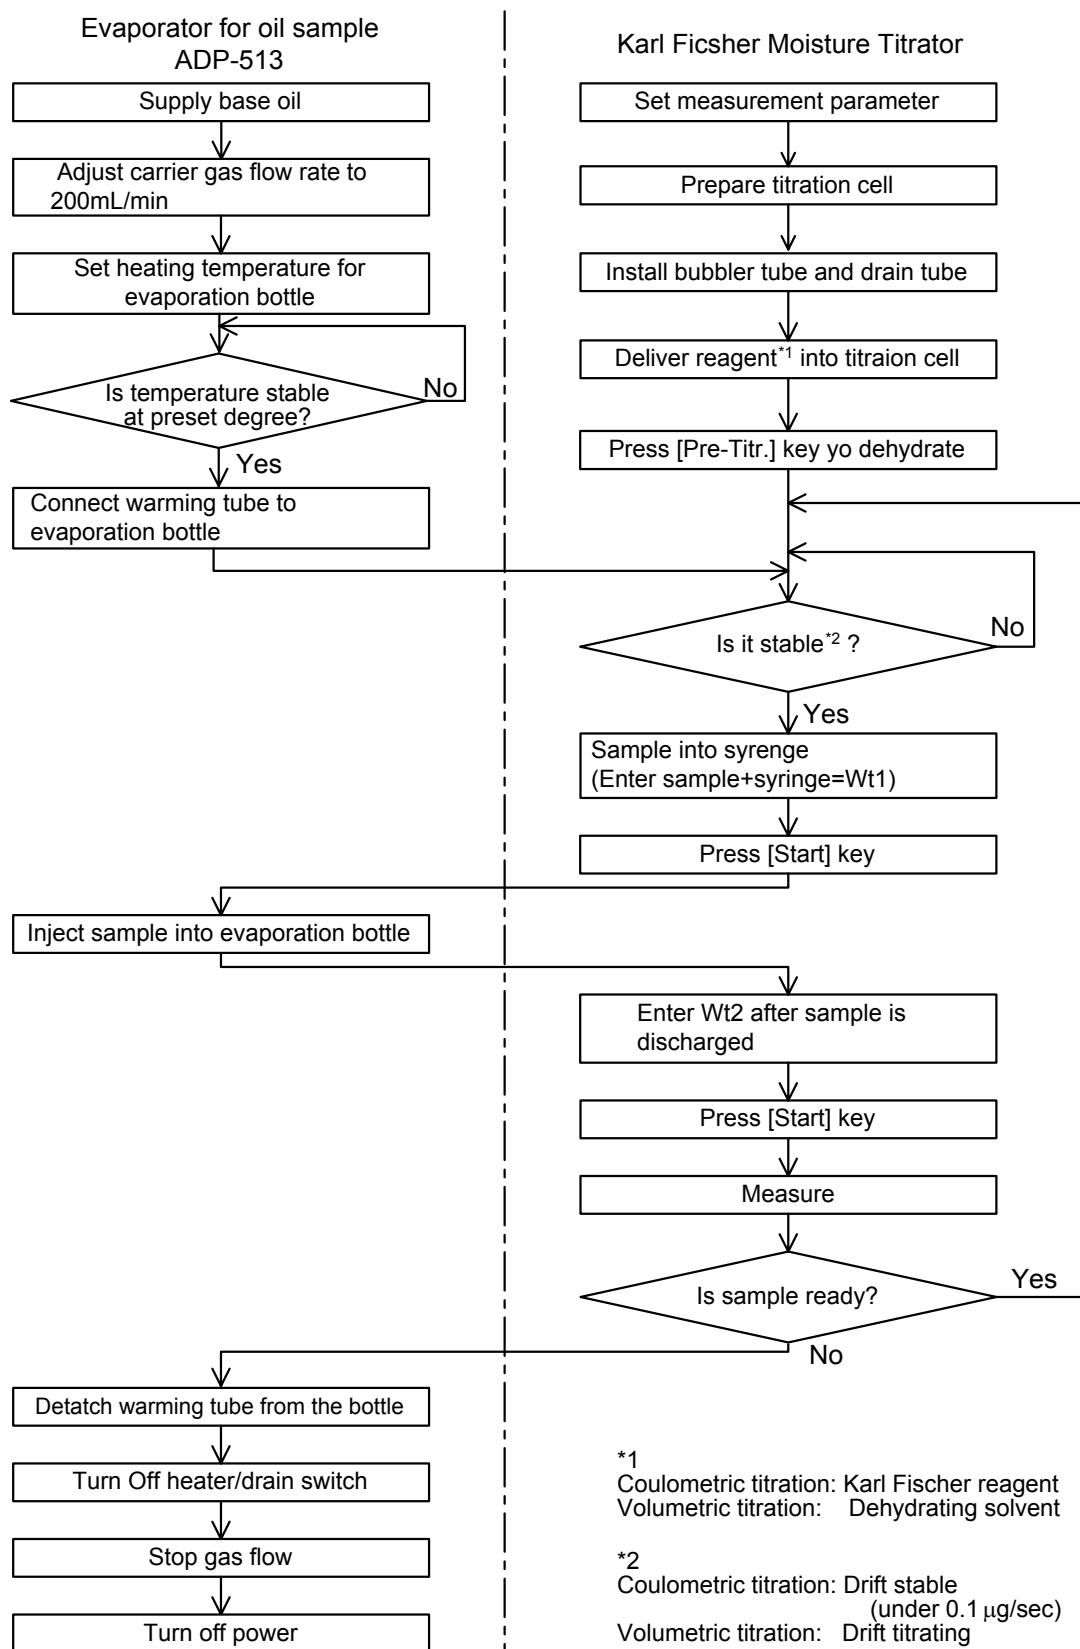 Evaporator for oil sample
ADP-513
Supply base oil
Adjust carrier gas flow rate to
200mL/min
Set heating temperature for
evaporation bottle
Is temperature stable
at preset degree?
No
Yes
Connect warming tube to
evaporation bottle
Karl Ficsher Moisture Titrator
Set measurement parameter
Prepare titration cell
Install bubbler tube and drain tube
Deliver reagent*1 into titraion cell
Press [Pre-Titr.] key yo dehydrate
Is it stable*2 ?
No
Yes
Sample into syrenge
(Enter sample+syringe=Wt1)
Press [Start] key
Inject sample into evaporation bottle
Enter Wt2 after sample is
discharged
Press [Start] key
Measure
Is sample ready?
Yes
No
Detatch warming tube from the bottle
Turn Off heater/drain switch
Stop gas flow
Turn off power
*1
Coulometric titration: Karl Fischer reagent
Volumetric titration: Dehydrating solvent
*2
Coulometric titration: Drift stable
(under 0.1 μg/sec)
Volumetric titration: Drift titrating